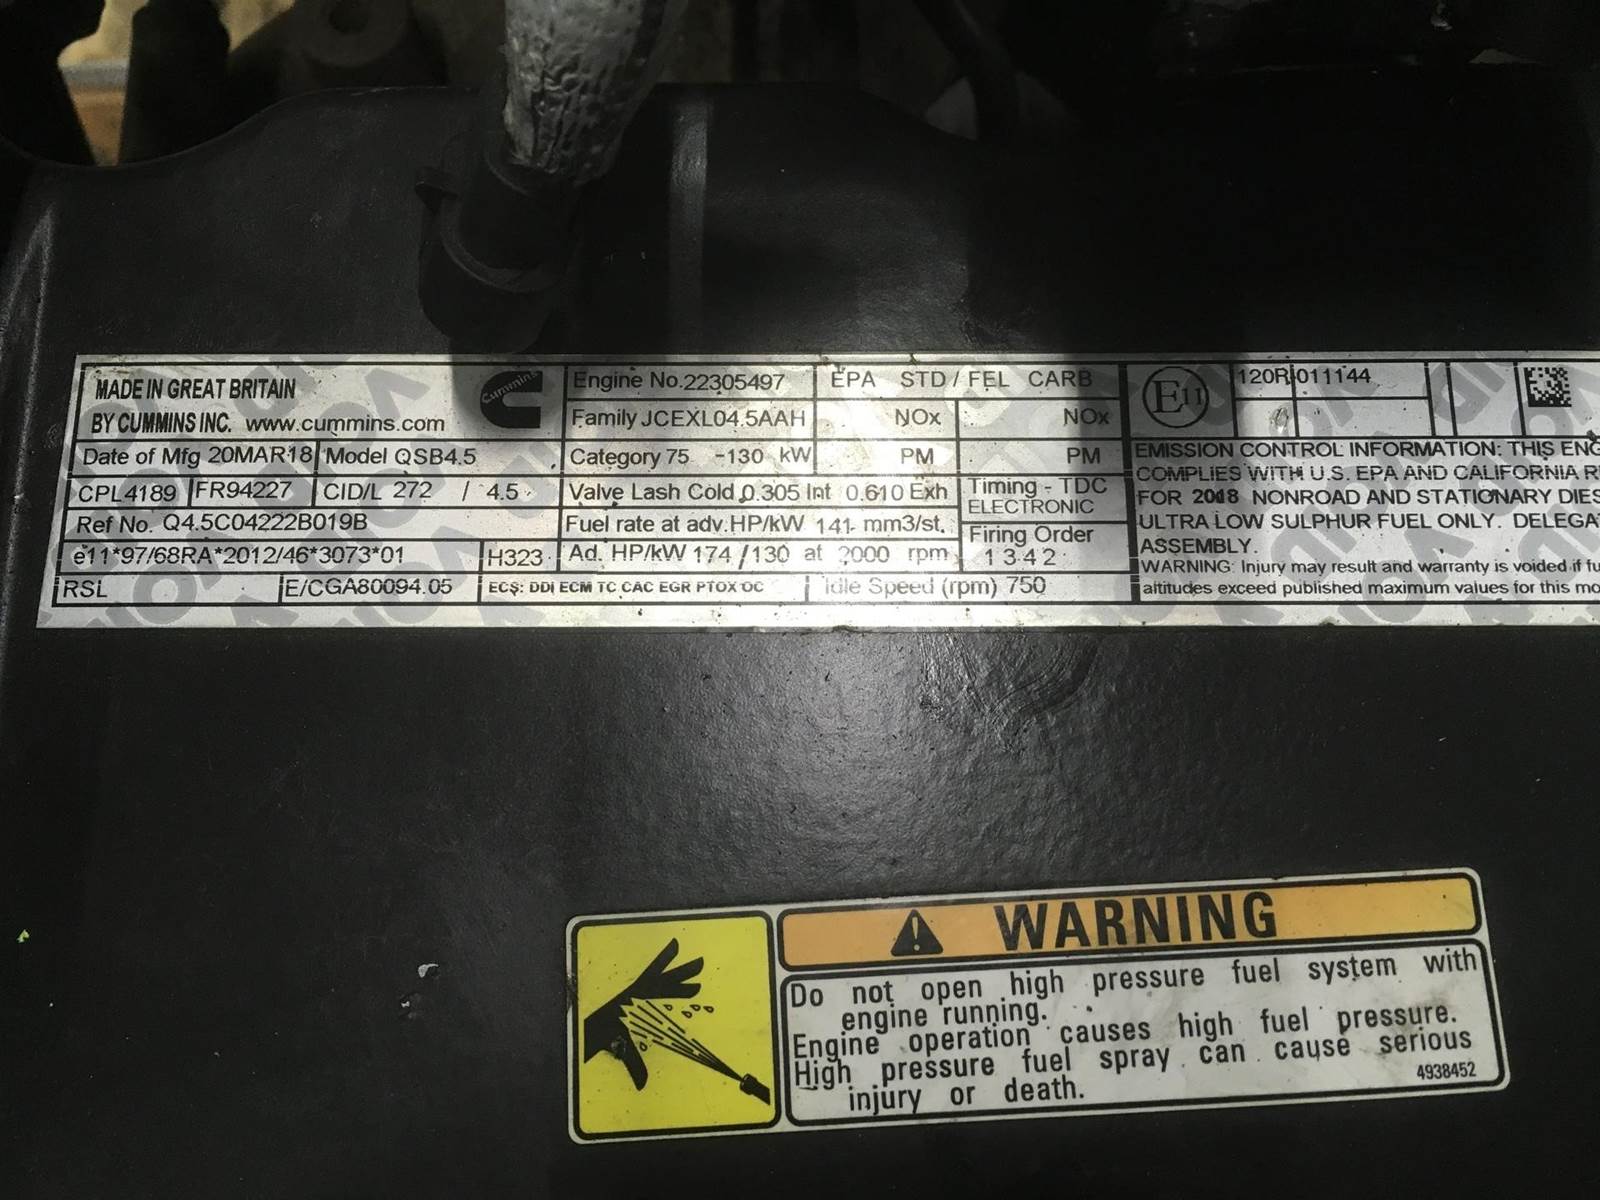 MADE IN GREAT BRITAIN
BY CUMMINS INC. www.cummins.com
Cummins
Date of Mfg 20MAR18 Model QSB4.5
CPL4189 FR94227 CID/L 272 / 4.5
Ref No. Q4.5C04222B019B
e11*97/68RA*2012/46*3073*01 H323
RSL E/CGA80094.05 ECS: DDI ECM TC CAC EGR PTOX OC
Engine No.22305497
Family JCEXL04.5AAH
Category 75 -130 kW
Valve Lash Cold 0.305 Int 0.610 Exh
Fuel rate at adv.HP/kW 141 mm3/st.
Ad. HP/kW 174 /130 at 2000 rpm
Idle Speed (rpm) 750
EPA STD / FEL CARB
NOx NOx
PM PM
Timing - TDC
ELECTRONIC
Firing Order
1 3 4 2
E11 120R-011144
EMISSION CONTROL INFORMATION: THIS ENG
COMPLIES WITH U.S. EPA AND CALIFORNIA R
FOR 2018 NONROAD AND STATIONARY DIES
ULTRA LOW SULPHUR FUEL ONLY. DELEGA
ASSEMBLY.
WARNING: Injury may result and warranty is voided if fu
altitudes exceed published maximum values for this mo
WARNING
Do not open high pressure fuel system with
engine running.
Engine operation causes high fuel pressure.
High pressure fuel spray can cause serious
injury or death.
4938452